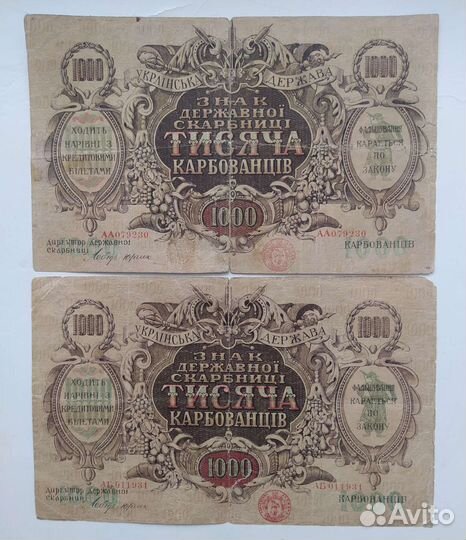 1000
УКРАЇНСЬКА ДЕРЖАВА
1000
ЗНАК
ДЕРЖАВНОЇ
СКАРБНИЦІ
ТИСЯЧА
КАРБОВАНЦІВ
1000
ХОДИТЬ
НАРІВНІ З
КРЕДИТОВИМИ
БІЛЕТАМИ
ФАЛШУВАННЯ
КАРАЄТЬСЯ
ПО
ЗАКОНУ
АА079230
АА079230
Директор Державної
скарбниці
КАРБОВАНЦІВ
1000
УКРАЇНСЬКА ДЕРЖАВА
1000
ЗНАК
ДЕРЖАВНОЇ
СКАРБНИЦІ
ТИСЯЧА
КАРБОВАНЦІВ
1000
ХОДИТЬ
НАРІВНІ З
КРЕДИТОВИМИ
БІЛЕТАМИ
ФАЛШУВАННЯ
КАРАЄТЬСЯ
ПО
ЗАКОНУ
АБ011931
АБ011931
Директор Державної
скарбниці
КАРБОВАНЦІВ
Avito